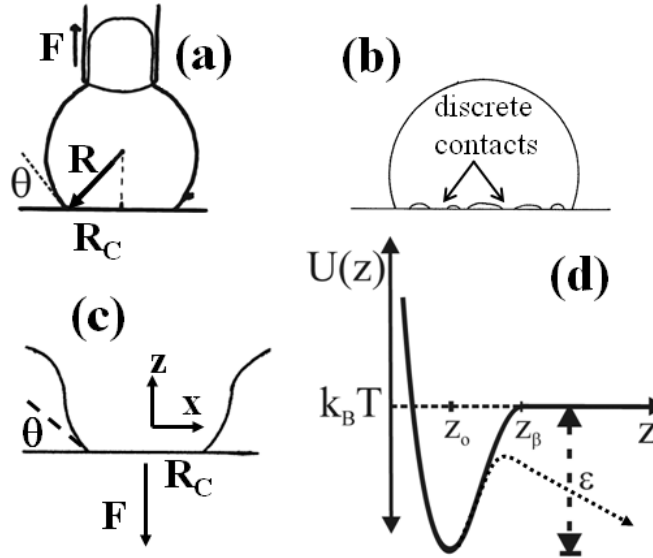 F
(a)
R
θ
R_C
(b)
discrete
contacts
(c)
z
x
θ
R_C
F
(d)
U(z)
k_BT
z_o
z_β
z
ε